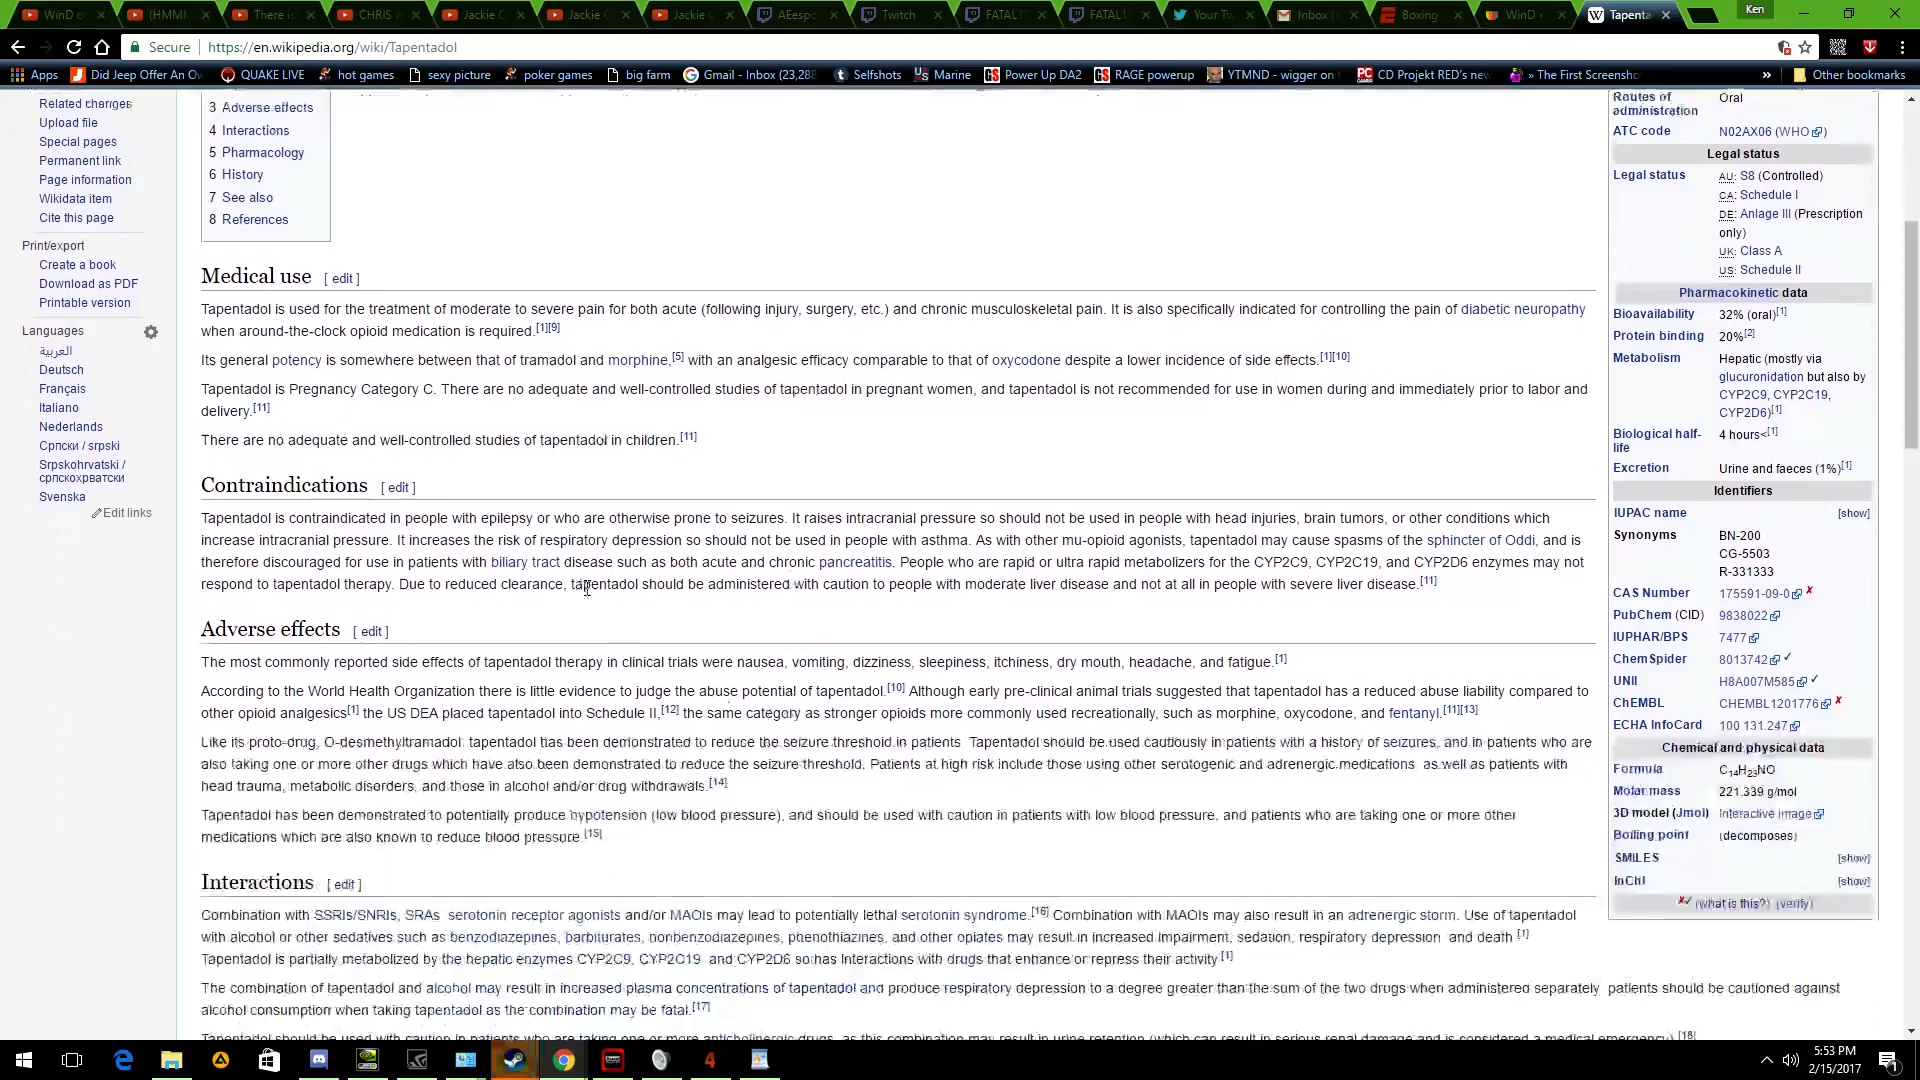 WinD o
(HMMM
There is
CHRIS A
Jackie C
Jackie C
Jackie C
AEespo
Twitch
FATAL!T
FATAL!T
Your Tw
Inbox (
Boxing
WinD
Tapenta
Ken
Secure https://en.wikipedia.org/wiki/Tapentadol
Apps Did Jeep Offer An Ow QUAKE LIVE hot games sexy picture poker games big farm Gmail - Inbox (23,288 Selfshots Marine Power Up DA2 RAGE powerup YTMND - wigger on CD Projekt RED's new » The First Screensho » Other bookmarks
Related changes
Upload file
Special pages
Permanent link
Page information
Wikidata item
Cite this page
Print/export
Create a book
Download as PDF
Printable version
Languages
العربية
Deutsch
Français
Italiano
Nederlands
Српски / srpski
Srpskohrvatski /
српскохрватски
Svenska
Edit links
3 Adverse effects
4 Interactions
5 Pharmacology
6 History
7 See also
8 References
Medical use [ edit ]
Tapentadol is used for the treatment of moderate to severe pain for both acute (following injury, surgery, etc.) and chronic musculoskeletal pain. It is also specifically indicated for controlling the pain of diabetic neuropathy
when around-the-clock opioid medication is required.[1][9]
Its general potency is somewhere between that of tramadol and morphine,[5] with an analgesic efficacy comparable to that of oxycodone despite a lower incidence of side effects.[1][10]
Tapentadol is Pregnancy Category C. There are no adequate and well-controlled studies of tapentadol in pregnant women, and tapentadol is not recommended for use in women during and immediately prior to labor and
delivery.[11]
There are no adequate and well-controlled studies of tapentadol in children.[11]
Contraindications [ edit ]
Tapentadol is contraindicated in people with epilepsy or who are otherwise prone to seizures. It raises intracranial pressure so should not be used in people with head injuries, brain tumors, or other conditions which
increase intracranial pressure. It increases the risk of respiratory depression so should not be used in people with asthma. As with other mu-opioid agonists, tapentadol may cause spasms of the sphincter of Oddi, and is
therefore discouraged for use in patients with biliary tract disease such as both acute and chronic pancreatitis. People who are rapid or ultra rapid metabolizers for the CYP2C9, CYP2C19, and CYP2D6 enzymes may not
respond to tapentadol therapy. Due to reduced clearance, tapentadol should be administered with caution to people with moderate liver disease and not at all in people with severe liver disease.[11]
Adverse effects [ edit ]
The most commonly reported side effects of tapentadol therapy in clinical trials were nausea, vomiting, dizziness, sleepiness, itchiness, dry mouth, headache, and fatigue.[1]
According to the World Health Organization there is little evidence to judge the abuse potential of tapentadol.[10] Although early pre-clinical animal trials suggested that tapentadol has a reduced abuse liability compared to
other opioid analgesics[1] the US DEA placed tapentadol into Schedule II,[12] the same category as stronger opioids more commonly used recreationally, such as morphine, oxycodone, and fentanyl.[11][13]
Like its proto-drug, O-desmethyltramadol tapentadol has been demonstrated to reduce the seizure threshold in patients Tapentadol should be used cautiously in patients with a history of seizures, and in patients who are
also taking one or more other drugs which have also been demonstrated to reduce the seizure threshold. Patients at high risk include those using other serotogenic and adrenergic medications as well as patients with
head trauma, metabolic disorders, and those in alcohol and/or drug withdrawals.[14]
Tapentadol has been demonstrated to potentially produce hypotension (low blood pressure), and should be used with caution in patients with low blood pressure, and patients who are taking one or more other
medications which are also known to reduce blood pressure [15]
Interactions [ edit ]
Combination with SSRIs/SNRIs, SRAs serotonin receptor agonists and/or MAOIs may lead to potentially lethal serotonin syndrome.[16] Combination with MAOIs may also result in an adrenergic storm. Use of tapentadol
with alcohol or other sedatives such as benzodiazepines, barbiturates, nonbenzodiazepines, phenothiazines, and other opiates may result in increased impairment, sedation, respiratory depression and death [1]
Tapentadol is partially metabolized by the hepatic enzymes CYP2C9, CYP2C19 and CYP2D6 so has interactions with drugs that enhance or repress their activity [1]
The combination of tapentadol and alcohol may result in increased plasma concentrations of tapentadol and produce respiratory depression to a degree greater than the sum of the two drugs when administered separately patients should be cautioned against
alcohol consumption when taking tapentadol as the combination may be fatal.[17]
Tapentadol should be used with caution in patients who are taking one or more anticholinergic drugs, as this combination may result in urine retention (which can result in serious renal damage and is considered a medical emergency) [18]
Routes of administration Oral
ATC code N02AX06 (WHO)
Legal status
Legal status AU: S8 (Controlled)
CA: Schedule I
DE: Anlage III (Prescription
only)
UK: Class A
US: Schedule II
Pharmacokinetic data
Bioavailability 32% (oral)[1]
Protein binding 20%[2]
Metabolism Hepatic (mostly via
glucuronidation but also by
CYP2C9, CYP2C19,
CYP2D6)[1]
Biological half-life 4 hours<[1]
Excretion Urine and faeces (1%)[1]
Identifiers
IUPAC name [show]
Synonyms BN-200
CG-5503
R-331333
CAS Number 175591-09-0
PubChem (CID) 9838022
IUPHAR/BPS 7477
ChemSpider 8013742
UNII H8A007M585
ChEMBL CHEMBL1201776
ECHA InfoCard 100 131.247
Chemical and physical data
Formula C14H23NO
Molar mass 221.339 g/mol
3D model (Jmol) Interactive image
Boiling point (decomposes)
SMILES [show]
InChI [show]
(what is this?) (verify)
5:53 PM
2/15/2017